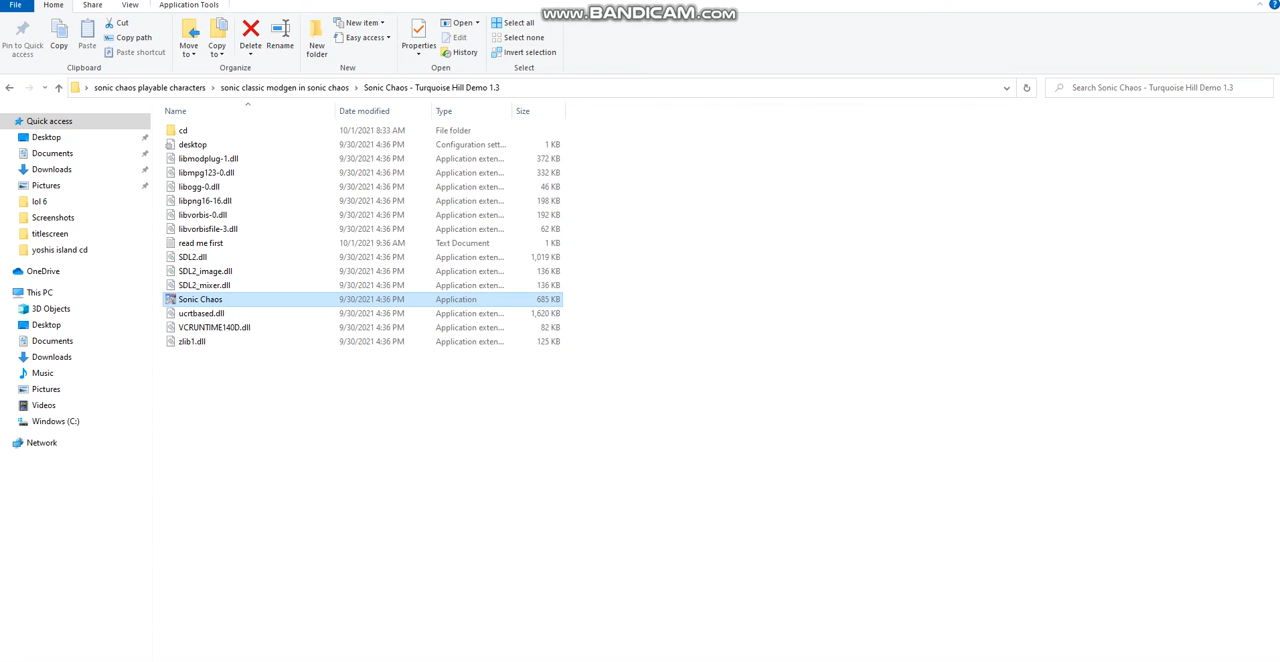 www.BANDICAM.com
File Home Share View Application Tools
Pin to Quick access
Copy
Paste
Cut
Copy path
Paste shortcut
Clipboard
Move to
Copy to
Delete
Rename
Organize
New folder
New item
Easy access
New
Properties
Open
Edit
History
Open
Select all
Select none
Invert selection
Select
sonic chaos playable characters > sonic classic modgen in sonic chaos > Sonic Chaos - Turquoise Hill Demo 1.3
Search Sonic Chaos - Turquoise Hill Demo 1.3
Quick access
Desktop
Documents
Downloads
Pictures
lol 6
Screenshots
titlescreen
yoshis island cd
OneDrive
This PC
3D Objects
Desktop
Documents
Downloads
Music
Pictures
Videos
Windows (C:)
Network
Name Date modified Type Size
cd 10/1/2021 8:33 AM File folder
desktop 9/30/2021 4:36 PM Configuration sett... 1 KB
libmodplug-1.dll 9/30/2021 4:36 PM Application exten... 372 KB
libmpg123-0.dll 9/30/2021 4:36 PM Application exten... 332 KB
libogg-0.dll 9/30/2021 4:36 PM Application exten... 46 KB
libpng16-16.dll 9/30/2021 4:36 PM Application exten... 198 KB
libvorbis-0.dll 9/30/2021 4:36 PM Application exten... 192 KB
libvorbisfile-3.dll 9/30/2021 4:36 PM Application exten... 62 KB
read me first 10/1/2021 9:36 AM Text Document 1 KB
SDL2.dll 9/30/2021 4:36 PM Application exten... 1,019 KB
SDL2_image.dll 9/30/2021 4:36 PM Application exten... 136 KB
SDL2_mixer.dll 9/30/2021 4:36 PM Application exten... 136 KB
Sonic Chaos 9/30/2021 4:36 PM Application 685 KB
ucrtbased.dll 9/30/2021 4:36 PM Application exten... 1,620 KB
VCRUNTIME140D.dll 9/30/2021 4:36 PM Application exten... 82 KB
zlib1.dll 9/30/2021 4:36 PM Application exten... 125 KB